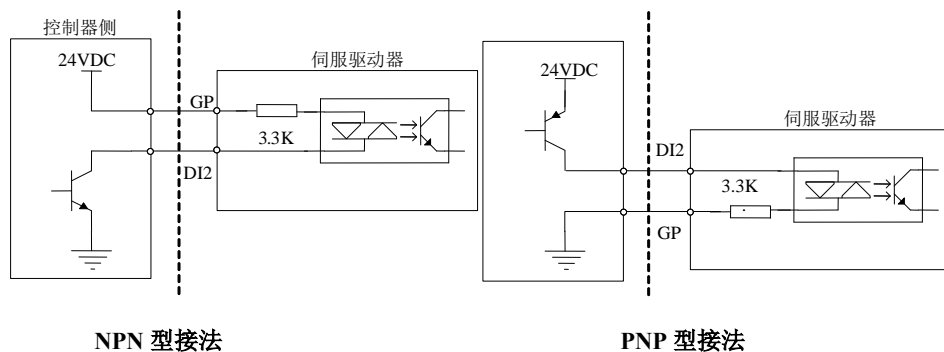 控制器侧
24VDC
伺服驱动器
GP
3.3K
DI2
24VDC
伺服驱动器
DI2
3.3K
GP
NPN 型接法
PNP 型接法